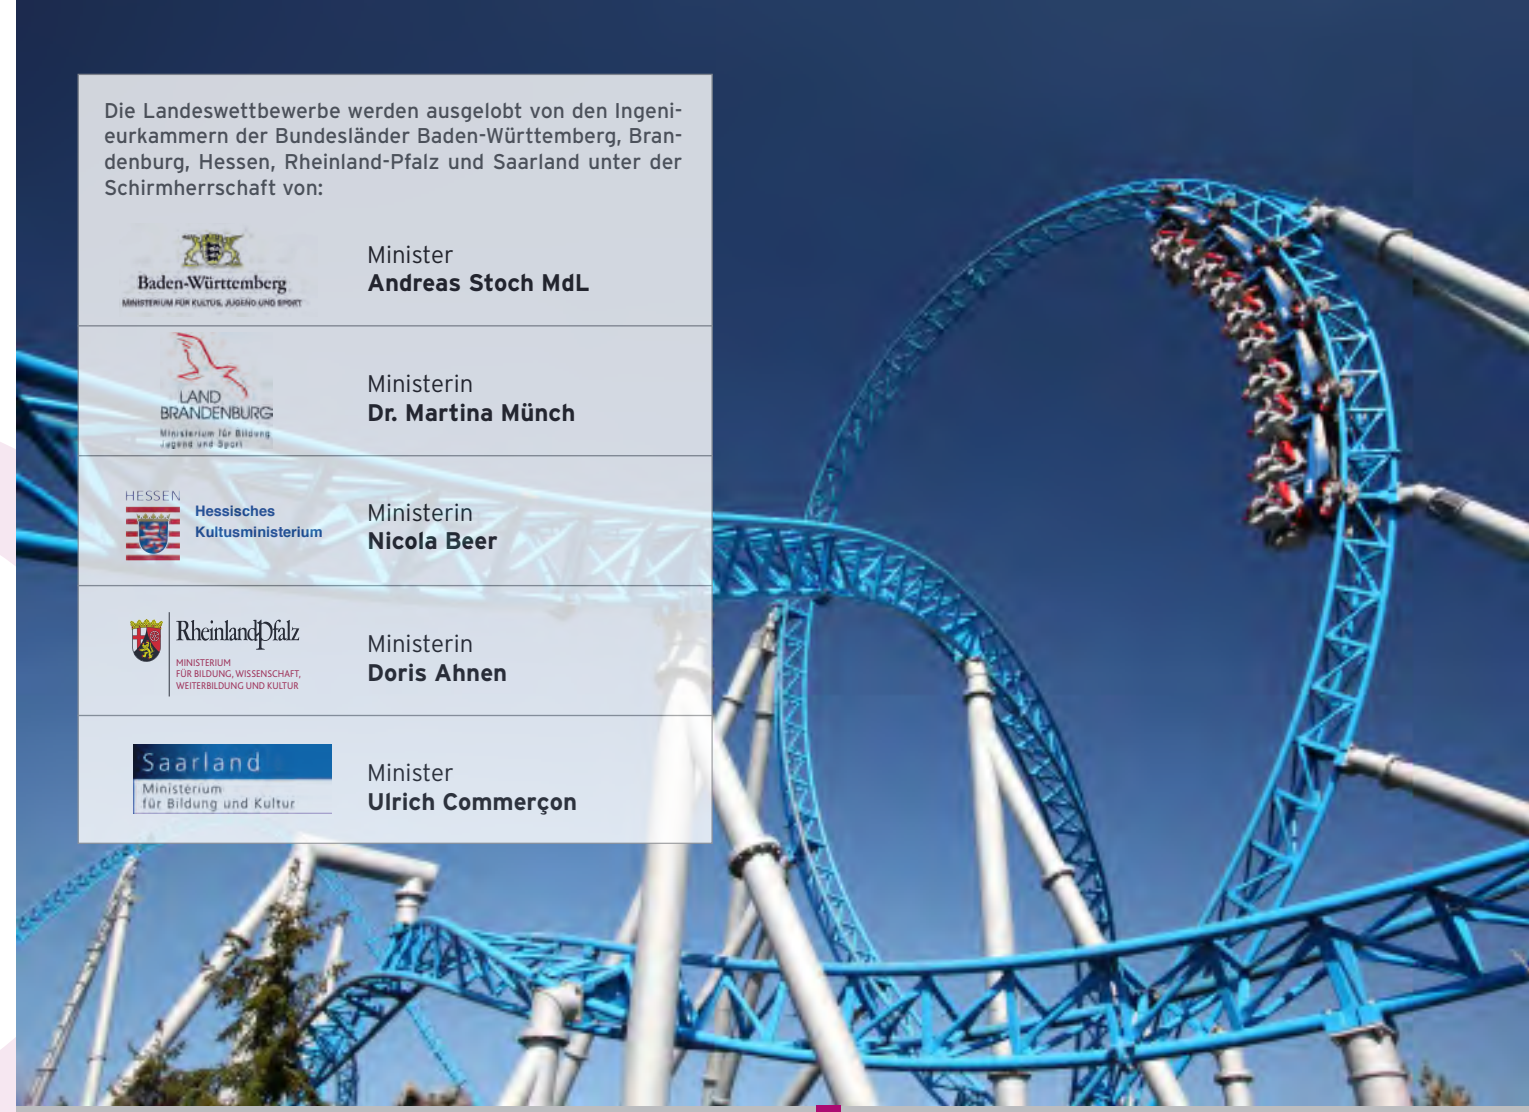 Die Landeswettbewerbe werden ausgelobt von den Ingeni-
eurkammern der Bundesländer Baden-Württemberg, Bran-
denburg, Hessen, Rheinland-Pfalz und Saarland unter der
Schirmherrschaft von:
Baden-Württemberg
MINISTERIUM FÜR KULTUS, JUGEND UND SPORT
Minister
Andreas Stoch MdL
LAND
BRANDENBURG
Ministerium für Bildung
Jugend und Sport
Ministerin
Dr. Martina Münch
HESSEN
Hessisches
Kultusministerium
Ministerin
Nicola Beer
Rheinlandpfalz
MINISTERIUM
FÜR BILDUNG, WISSENSCHAFT,
WEITERBILDUNG UND KULTUR
Ministerin
Doris Ahnen
Saarland
Ministerium
für Bildung und Kultur
Minister
Ulrich Commerçon